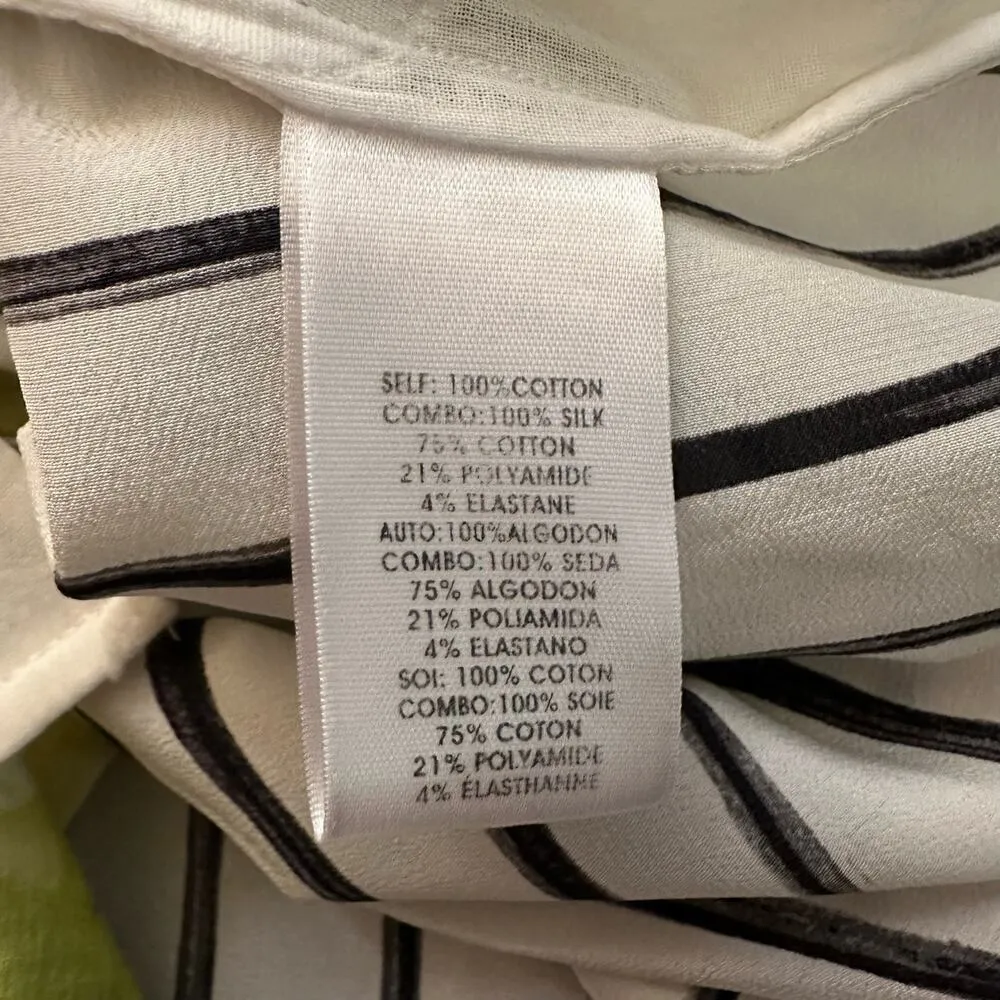 SELF: 100%COTTON
COMBO:100% SILK
75% COTTON
21% POLYAMIDE
4% ELASTANE
AUTO:100%ALGODON
COMBO:100% SEDA
75% ALGODON
21% POLIAMIDA
4% ELASTANO
SOI: 100% COTON
COMBO:100% SOIE
75% COTON
21% POLYAMIDE
4% ÉLASTHANNE